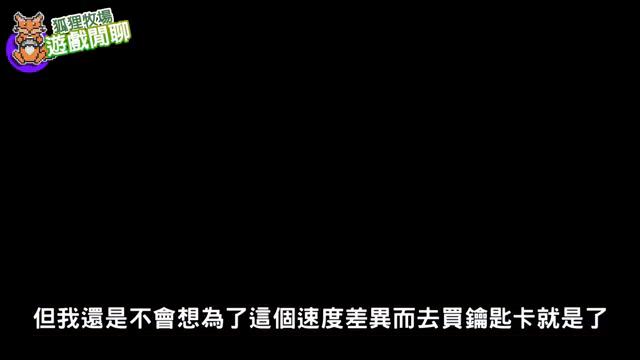 狐狸牧場
遊戲閒聊
但我還是不會想為了這個速度差異而去買鑰匙卡就是了